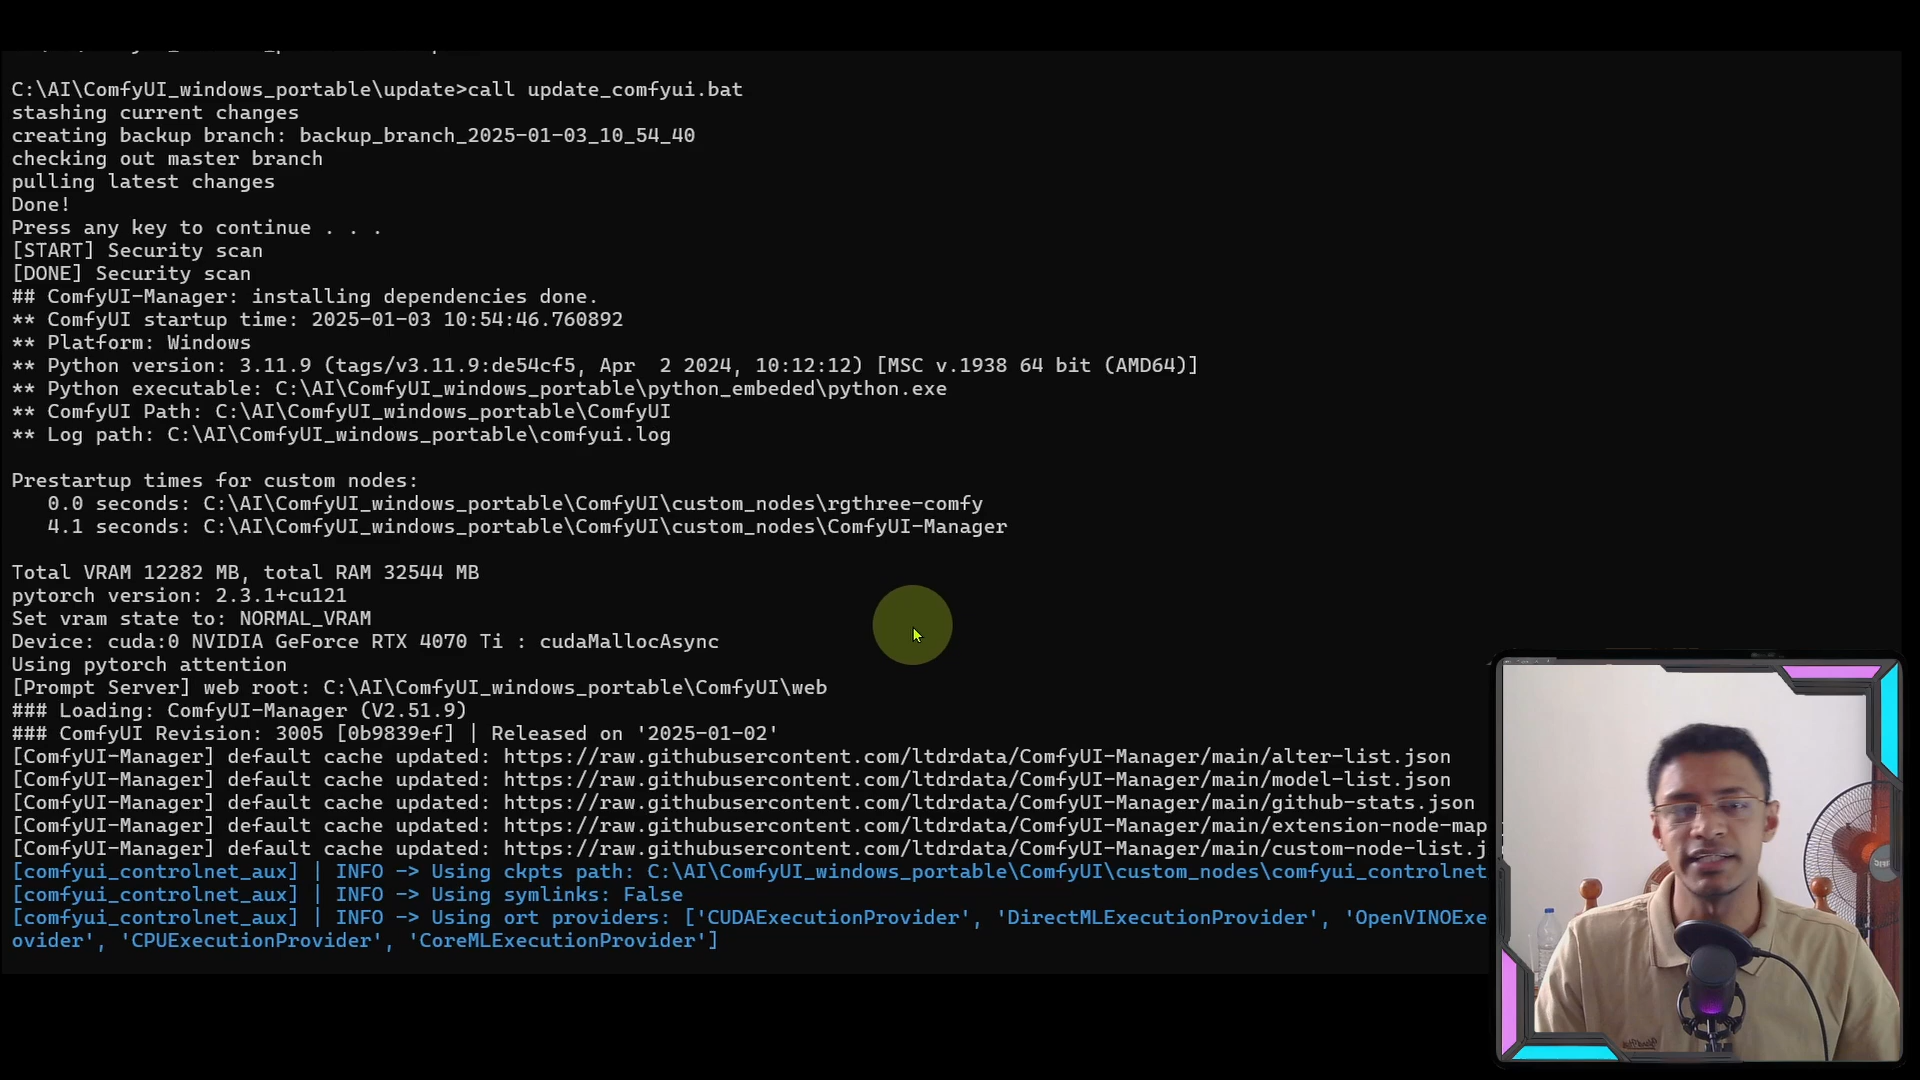 C:\AI\ComfyUI_windows_portable\update>call update_comfyui.bat
stashing current changes
creating backup branch: backup_branch_2025-01-03_10_54_40
checking out master branch
pulling latest changes
Done!
Press any key to continue . . .
[START] Security scan
[DONE] Security scan
## ComfyUI-Manager: installing dependencies done.
** ComfyUI startup time: 2025-01-03 10:54:46.760892
** Platform: Windows
** Python version: 3.11.9 (tags/v3.11.9:de54cf5, Apr  2 2024, 10:12:12) [MSC v.1938 64 bit (AMD64)]
** Python executable: C:\AI\ComfyUI_windows_portable\python_embeded\python.exe
** ComfyUI Path: C:\AI\ComfyUI_windows_portable\ComfyUI
** Log path: C:\AI\ComfyUI_windows_portable\comfyui.log
Prestartup times for custom nodes:
0.0 seconds: C:\AI\ComfyUI_windows_portable\ComfyUI\custom_nodes\rgthree-comfy
4.1 seconds: C:\AI\ComfyUI_windows_portable\ComfyUI\custom_nodes\ComfyUI-Manager
Total VRAM 12282 MB, total RAM 32544 MB
pytorch version: 2.3.1+cu121
Set vram state to: NORMAL_VRAM
Device: cuda:0 NVIDIA GeForce RTX 4070 Ti : cudaMallocAsync
Using pytorch attention
[Prompt Server] web root: C:\AI\ComfyUI_windows_portable\ComfyUI\web
### Loading: ComfyUI-Manager (V2.51.9)
### ComfyUI Revision: 3005 [0b9839ef] | Released on '2025-01-02'
[ComfyUI-Manager] default cache updated: https://raw.githubusercontent.com/ltdrdata/ComfyUI-Manager/main/alter-list.json
[ComfyUI-Manager] default cache updated: https://raw.githubusercontent.com/ltdrdata/ComfyUI-Manager/main/model-list.json
[ComfyUI-Manager] default cache updated: https://raw.githubusercontent.com/ltdrdata/ComfyUI-Manager/main/github-stats.json
[ComfyUI-Manager] default cache updated: https://raw.githubusercontent.com/ltdrdata/ComfyUI-Manager/main/extension-node-map
[ComfyUI-Manager] default cache updated: https://raw.githubusercontent.com/ltdrdata/ComfyUI-Manager/main/custom-node-list.j
[comfyui_controlnet_aux] | INFO -> Using ckpts path: C:\AI\ComfyUI_windows_portable\ComfyUI\custom_nodes\comfyui_controlnet
[comfyui_controlnet_aux] | INFO -> Using symlinks: False
[comfyui_controlnet_aux] | INFO -> Using ort providers: ['CUDAExecutionProvider', 'DirectMLExecutionProvider', 'OpenVINOExe
ovider', 'CPUExecutionProvider', 'CoreMLExecutionProvider']